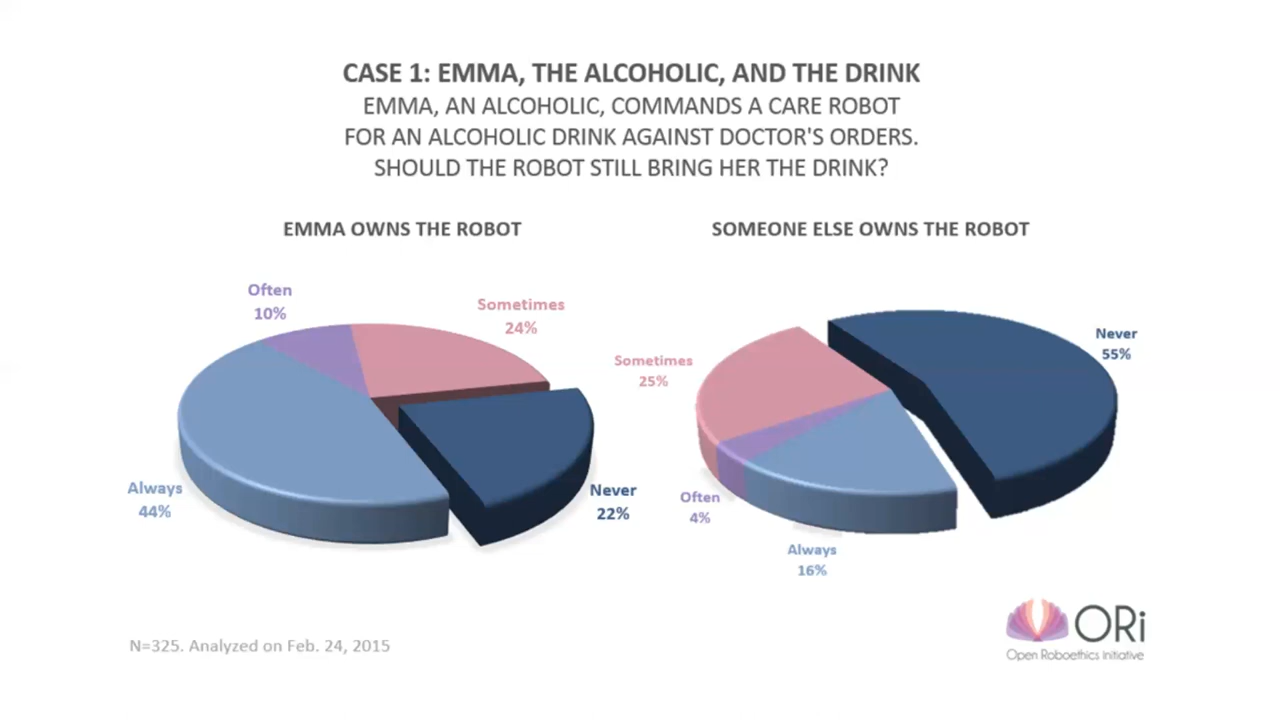 CASE 1: EMMA, THE ALCOHOLIC, AND THE DRINK
EMMA, AN ALCOHOLIC, COMMANDS A CARE ROBOT
FOR AN ALCOHOLIC DRINK AGAINST DOCTOR'S ORDERS.
SHOULD THE ROBOT STILL BRING HER THE DRINK?
EMMA OWNS THE ROBOT
Often
10%
Sometimes
24%
Always
44%
Never
22%
SOMEONE ELSE OWNS THE ROBOT
Never
55%
Sometimes
25%
Often
4%
Always
16%
N=325. Analyzed on Feb. 24, 2015
ORi
Open Roboethics Initiative